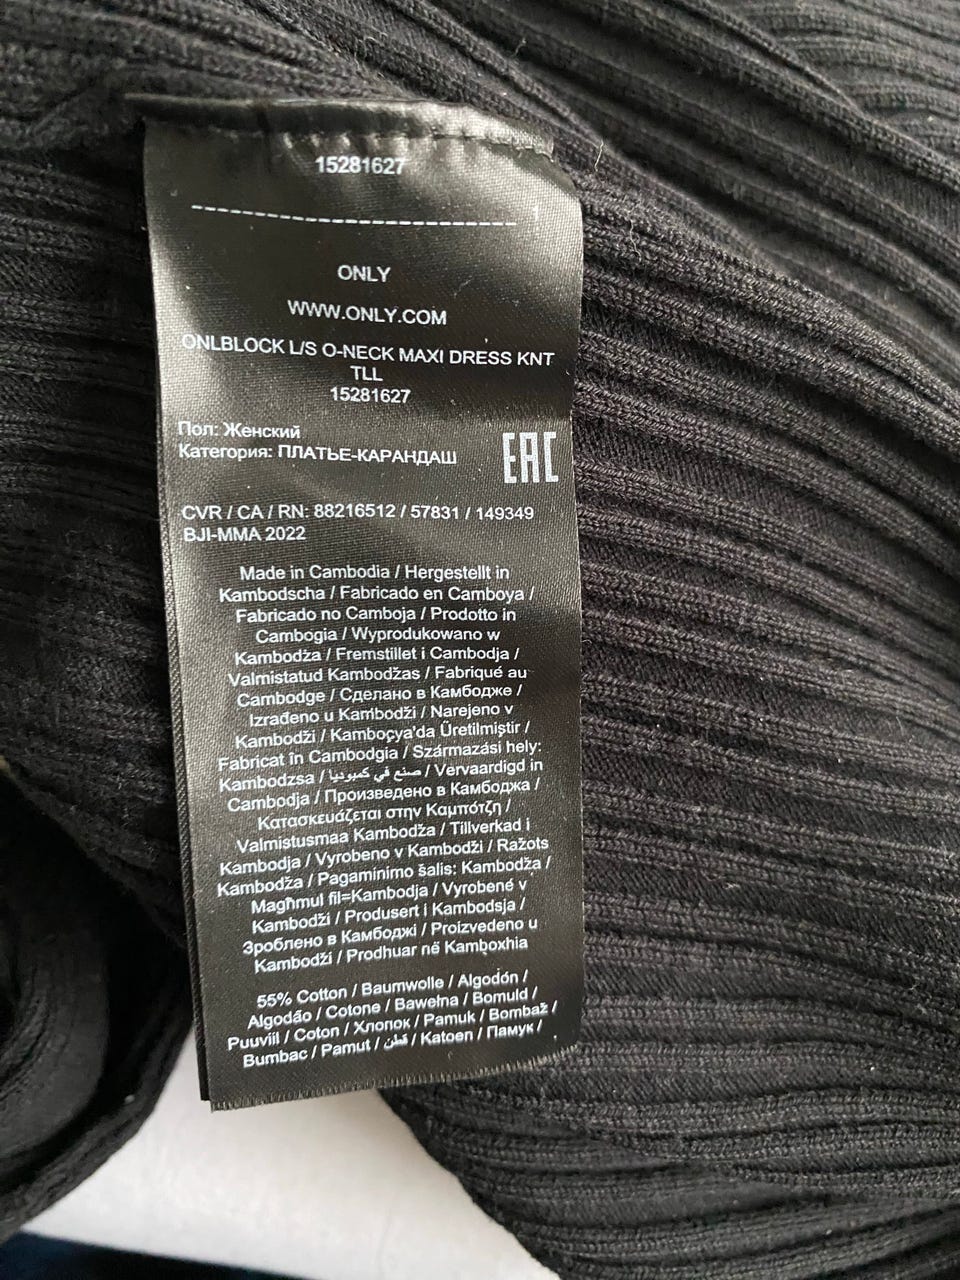 15281627
ONLY
WWW.ONLY.COM
ONLBLOCK L/S O-NECK MAXI DRESS KNT
TLL
15281627
Пол: Женский
Категория: ПЛАТЬЕ-КАРАНДАШ
EAC
CVR / CA / RN: 88216512 / 57831 / 149349
BJI-MMA 2022
Made in Cambodia / Hergestellt in
Kambodscha / Fabricado en Camboya /
Fabricado no Camboja / Prodotto in
Cambogia / Wyprodukowano w
Kambodża / Fremstillet i Cambodja /
Valmistatud Kambodžas / Fabriqué au
Cambodge / Сделано в Камбодже /
Izrađeno u Kambodži / Narejeno v
Kambodži / Kamboçya'da Üretilmiştir /
Fabricat în Cambodgia / Származási hely:
Kambodzsa / صنع في كمبوديا / Vervaardigd in
Cambodja / Произведено в Камбоджа /
Κατασκευάζεται στην Καμπότζη /
Valmistusmaa Kambodža / Tillverkad i
Kambodja / Vyrobeno v Kambodži / Ražots
Kambodža / Pagaminimo šalis: Kambodža /
Magħmul fil=Kambodja / Vyrobené v
Kambodži / Produsert i Kambodsja /
Зроблено в Камбоджі / Proizvedeno u
Kambodži / Prodhuar në Kamboxhia
55% Cotton / Baumwolle / Algodón /
Algodão / Cotone / Bawełna / Bomuld /
Puuviil / Coton / Хлопок / Pamuk / Bombaž /
Bumbac / Pamut / قطن / Katoen / Памук /